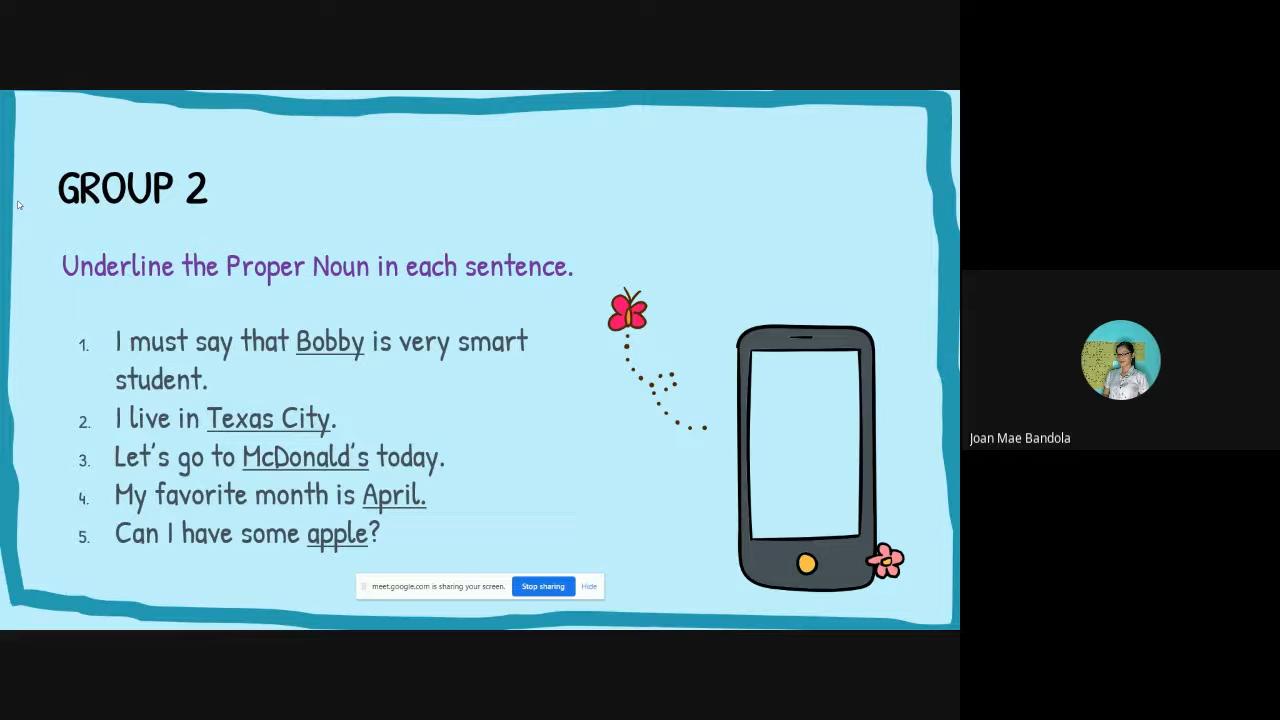 GROUP 2
Underline the Proper Noun in each sentence.
1. I must say that Bobby is very smart
student.
2. I live in Texas City.
3. Let's go to McDonald's today.
4. My favorite month is April.
5. Can I have some apple?
meet.google.com is sharing your screen. Stop sharing Hide
Joan Mae Bandola